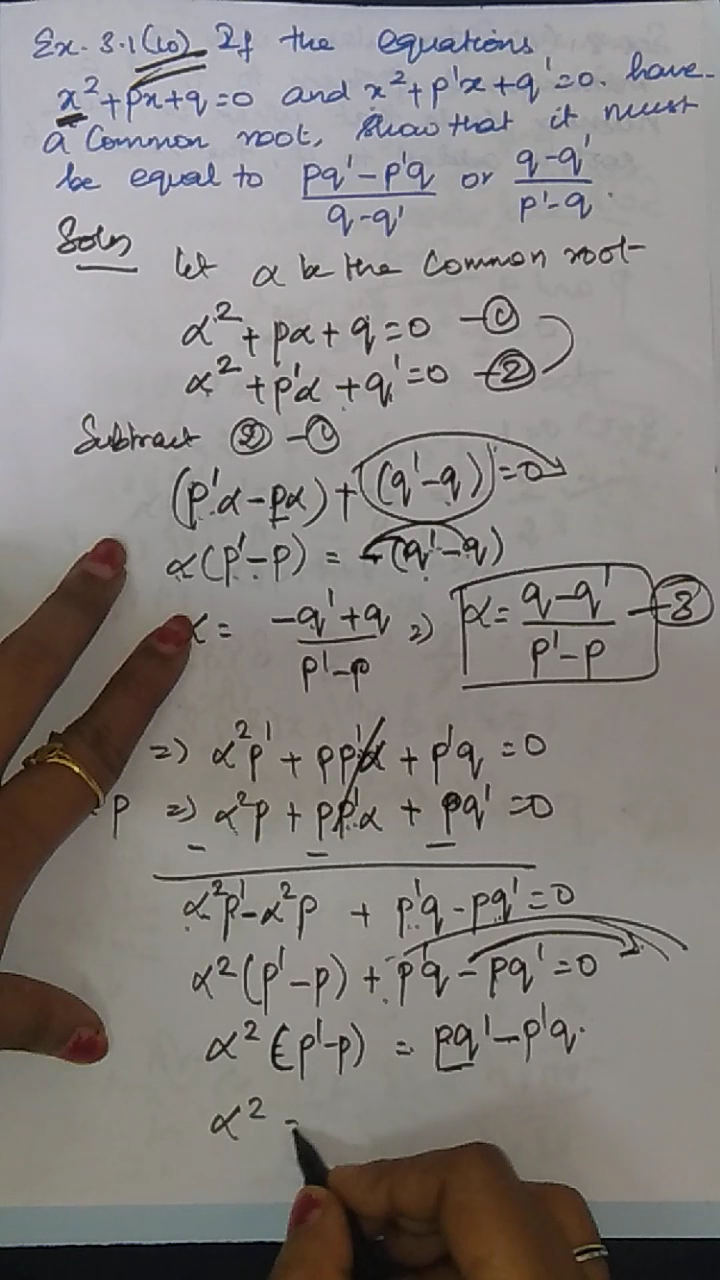 Ex. 3.1(10) If the equations
x²+px+q=0 and x²+p'x+q'=0. have
a Common root, show that it must
be equal to (pq'-p'q)/(q-q') or (q-q')/(p'-q).
Soln Let α be the Common root-
α²+pα+q=0 -①
α²+p'α+q'=0 -②
Subtract ②-①
(p'α-pα)+(q'-q)=0
α(p'-p) = -(q'-q)
α = (-q'+q)/(p'-p) => α = (q-q')/(p'-p) -③
=> α²p' + pp'α + p'q =0
p => α²p + pp'α + pq' =0
- - -
α²p'-α²p + p'q-pq'=0
α²(p'-p)+p'q-pq'=0
α²(p'-p) = pq'-p'q.
α² -